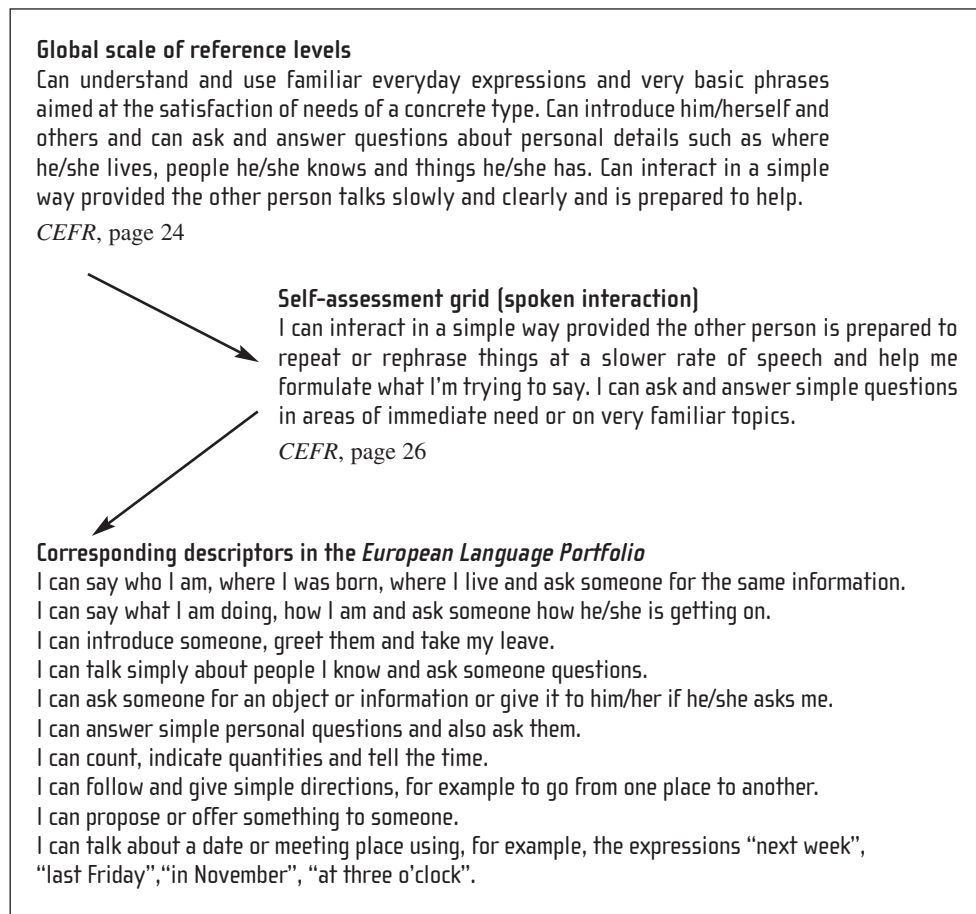 Global scale of reference levels
Can understand and use familiar everyday expressions and very basic phrases
aimed at the satisfaction of needs of a concrete type. Can introduce him/herself and
others and can ask and answer questions about personal details such as where
he/she lives, people he/she knows and things he/she has. Can interact in a simple
way provided the other person talks slowly and clearly and is prepared to help.
CEFR, page 24
Self-assessment grid (spoken interaction)
I can interact in a simple way provided the other person is prepared to
repeat or rephrase things at a slower rate of speech and help me
formulate what I'm trying to say. I can ask and answer simple questions
in areas of immediate need or on very familiar topics.
CEFR, page 26
Corresponding descriptors in the European Language Portfolio
I can say who I am, where I was born, where I live and ask someone for the same information.
I can say what I am doing, how I am and ask someone how he/she is getting on.
I can introduce someone, greet them and take my leave.
I can talk simply about people I know and ask someone questions.
I can ask someone for an object or information or give it to him/her if he/she asks me.
I can answer simple personal questions and also ask them.
I can count, indicate quantities and tell the time.
I can follow and give simple directions, for example to go from one place to another.
I can propose or offer something to someone.
I can talk about a date or meeting place using, for example, the expressions “next week”,
“last Friday”,“in November”, “at three o'clock”.